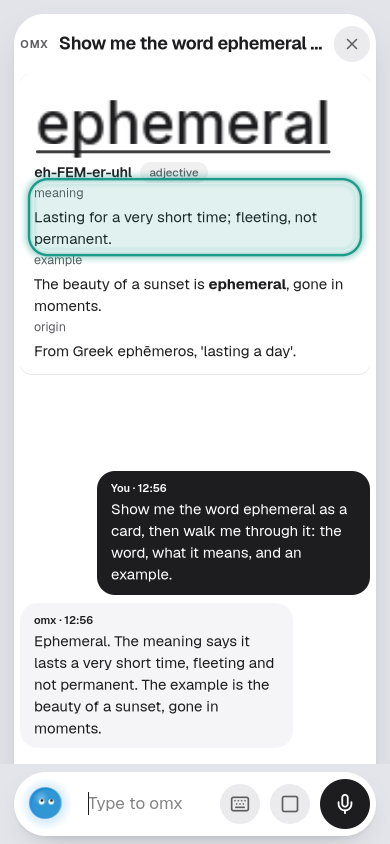 OMX Show me the word ephemeral ...
ephemeral
eh-FEM-er-uhl adjective
meaning
Lasting for a very short time; fleeting, not
permanent.
example
The beauty of a sunset is ephemeral, gone in
moments.
origin
From Greek ephēmeros, 'lasting a day'.
You · 12:56
Show me the word ephemeral as a
card, then walk me through it: the
word, what it means, and an
example.
omx · 12:56
Ephemeral. The meaning says it
lasts a very short time, fleeting and
not permanent. The example is the
beauty of a sunset, gone in
moments.
Type to omx